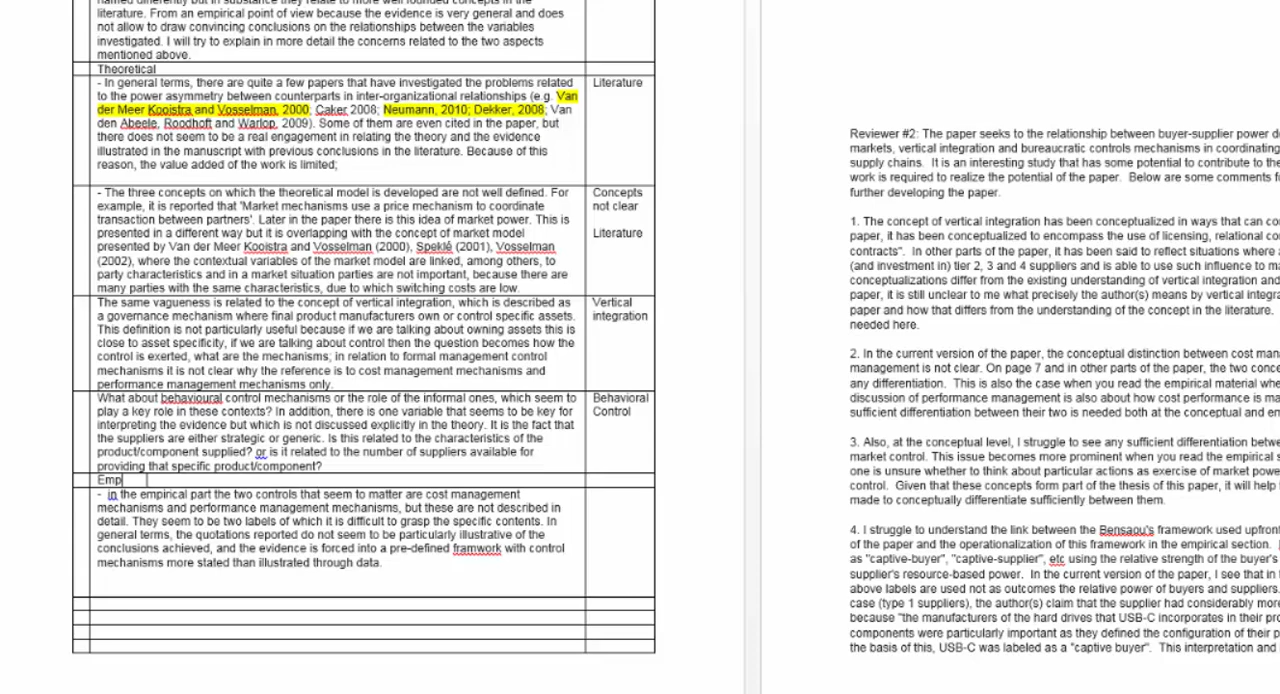 named differently but in substance they relate to more well founded concepts in the
literature. From an empirical point of view because the evidence is very general and does
not allow to draw convincing conclusions on the relationships between the variables
investigated. I will try to explain in more detail the concerns related to the two aspects
mentioned above.
Theoretical
- In general terms, there are quite a few papers that have investigated the problems related
to the power asymmetry between counterparts in inter-organizational relationships (e.g. Van
der Meer Kooistra and Vosselman, 2000; Caker 2008; Neumann, 2010; Dekker, 2008; Van
den Abeele, Roodhoft and Warlop, 2009). Some of them are even cited in the paper, but
there does not seem to be a real engagement in relating the theory and the evidence
illustrated in the manuscript with previous conclusions in the literature. Because of this
reason, the value added of the work is limited;
Literature
- The three concepts on which the theoretical model is developed are not well defined. For
example, it is reported that 'Market mechanisms use a price mechanism to coordinate
transaction between partners'. Later in the paper there is this idea of market power. This is
presented in a different way but it is overlapping with the concept of market model
presented by Van der Meer Kooistra and Vosselman (2000), Speklé (2001), Vosselman
(2002), where the contextual variables of the market model are linked, among others, to
party characteristics and in a market situation parties are not important, because there are
many parties with the same characteristics, due to which switching costs are low.
Concepts
not clear
Literature
The same vagueness is related to the concept of vertical integration, which is described as
a governance mechanism where final product manufacturers own or control specific assets.
This definition is not particularly useful because if we are talking about owning assets this is
close to asset specificity, if we are talking about control then the question becomes how the
control is exerted, what are the mechanisms; in relation to formal management control
mechanisms it is not clear why the reference is to cost management mechanisms and
performance management mechanisms only.
Vertical
integration
What about behavioural control mechanisms or the role of the informal ones, which seem to
play a key role in these contexts? In addition, there is one variable that seems to be key for
interpreting the evidence but which is not discussed explicitly in the theory. It is the fact that
the suppliers are either strategic or generic. Is this related to the characteristics of the
product/component supplied? or is it related to the number of suppliers available for
providing that specific product/component?
Behavioral
Control
Emp
- in the empirical part the two controls that seem to matter are cost management
mechanisms and performance management mechanisms, but these are not described in
detail. They seem to be two labels of which it is difficult to grasp the specific contents. In
general terms, the quotations reported do not seem to be particularly illustrative of the
conclusions achieved, and the evidence is forced into a pre-defined framwork with control
mechanisms more stated than illustrated through data.
Reviewer #2: The paper seeks to the relationship between buyer-supplier power
markets, vertical integration and bureaucratic controls mechanisms in coordinating
supply chains. It is an interesting study that has some potential to contribute to the
work is required to realize the potential of the paper. Below are some comments
further developing the paper.
1. The concept of vertical integration has been conceptualized in ways that can
paper, it has been conceptualized to encompass the use of licensing, relational
contracts". In other parts of the paper, it has been said to reflect situations where
(and investment in) tier 2, 3 and 4 suppliers and is able to use such influence to
conceptualizations differ from the existing understanding of vertical integration and
paper, it is still unclear to me what precisely the author(s) means by vertical
paper and how that differs from the understanding of the concept in the literature.
needed here.
2. In the current version of the paper, the conceptual distinction between cost
management is not clear. On page 7 and in other parts of the paper, the two
any differentiation. This is also the case when you read the empirical material
discussion of performance management is also about how cost performance is
sufficient differentiation between their two is needed both at the conceptual and
3. Also, at the conceptual level, I struggle to see any sufficient differentiation
market control. This issue becomes more prominent when you read the empirical
one is unsure whether to think about particular actions as exercise of market
control. Given that these concepts form part of the thesis of this paper, it will help
made to conceptually differentiate sufficiently between them.
4. I struggle to understand the link between the Bensaou's framework used
of the paper and the operationalization of this framework in the empirical section.
as "captive-buyer", "captive-supplier", etc using the relative strength of the buyer's
supplier's resource-based power. In the current version of the paper, I see that in
above labels are used not as outcomes the relative power of buyers and suppliers.
case (type 1 suppliers), the author(s) claim that the supplier had considerably
because "the manufacturers of the hard drives that USB-C incorporates in their
components were particularly important as they defined the configuration of their
the basis of this, USB-C was labeled as a "captive buyer". This interpretation and